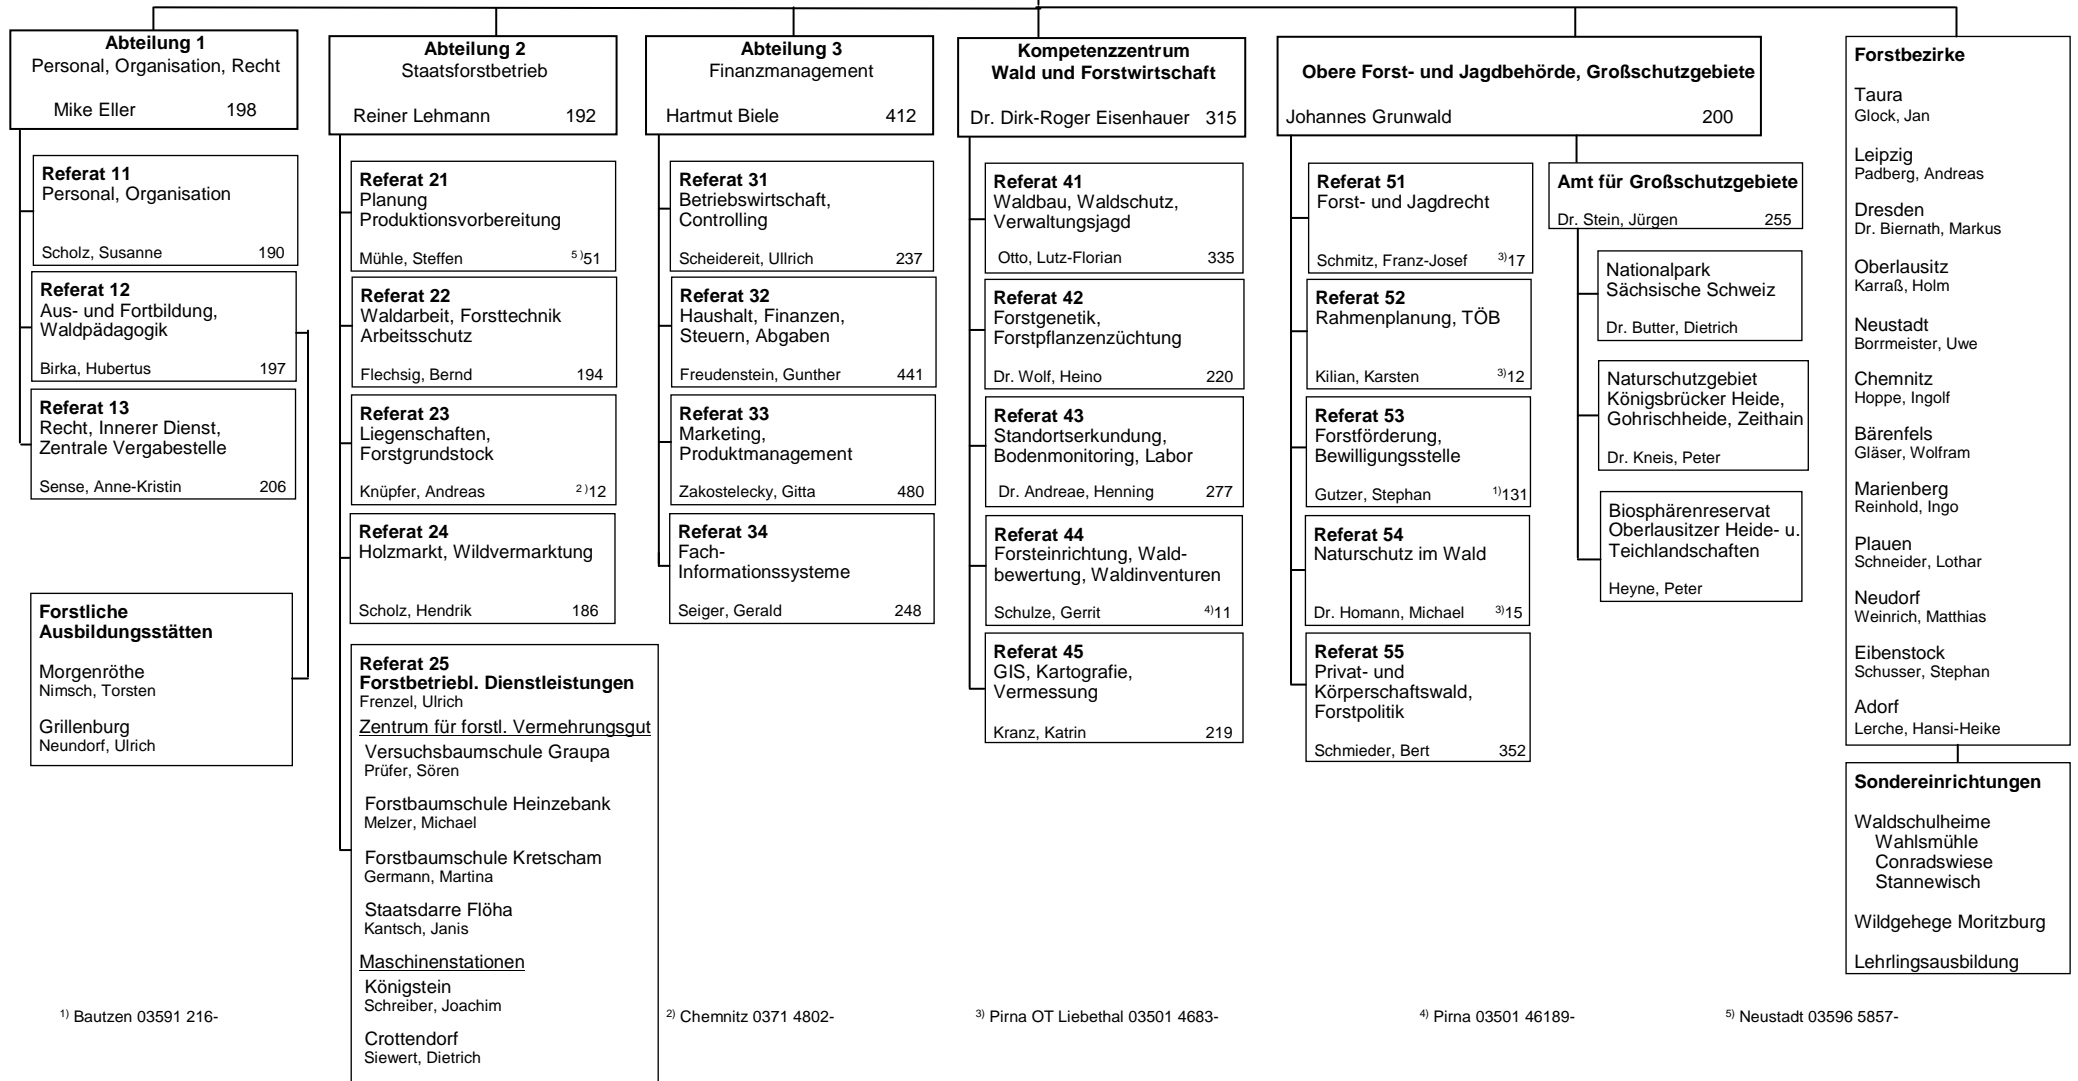 Abteilung 1
Personal, Organisation, Recht
Mike Eller 198
Referat 11
Personal, Organisation
Scholz, Susanne 190
Referat 12
Aus- und Fortbildung,
Waldpädagogik
Birka, Hubertus 197
Referat 13
Recht, Innerer Dienst,
Zentrale Vergabestelle
Sense, Anne-Kristin 206
Forstliche
Ausbildungsstätten
Morgenröthe
Nimsch, Torsten
Grillenburg
Neundorf, Ulrich
Abteilung 2
Staatsforstbetrieb
Reiner Lehmann 192
Referat 21
Planung
Produktionsvorbereitung
Mühle, Steffen 5)51
Referat 22
Waldarbeit, Forsttechnik
Arbeitsschutz
Flechsig, Bernd 194
Referat 23
Liegenschaften,
Forstgrundstock
Knüpfer, Andreas 2)12
Referat 24
Holzmarkt, Wildvermarktung
Scholz, Hendrik 186
Referat 25
Forstbetriebl. Dienstleistungen
Frenzel, Ulrich
Zentrum für forstl. Vermehrungsgut
Versuchsbaumschule Graupa
Prüfer, Sören
Forstbaumschule Heinzebank
Melzer, Michael
Forstbaumschule Kretscham
Germann, Martina
Staatsdarre Flöha
Kantsch, Janis
Maschinenstationen
Königstein
Schreiber, Joachim
Crottendorf
Siewert, Dietrich
Abteilung 3
Finanzmanagement
Hartmut Biele 412
Referat 31
Betriebswirtschaft,
Controlling
Scheidereit, Ullrich 237
Referat 32
Haushalt, Finanzen,
Steuern, Abgaben
Freudenstein, Gunther 441
Referat 33
Marketing,
Produktmanagement
Zakostelecky, Gitta 480
Referat 34
Fach-
Informationssysteme
Seiger, Gerald 248
Kompetenzzentrum
Wald und Forstwirtschaft
Dr. Dirk-Roger Eisenhauer 315
Referat 41
Waldbau, Waldschutz,
Verwaltungsjagd
Otto, Lutz-Florian 335
Referat 42
Forstgenetik,
Forstpflanzenzüchtung
Dr. Wolf, Heino 220
Referat 43
Standortserkundung,
Bodenmonitoring, Labor
Dr. Andreae, Henning 277
Referat 44
Forsteinrichtung, Wald-
bewertung, Waldinventuren
Schulze, Gerrit 4)11
Referat 45
GIS, Kartografie,
Vermessung
Kranz, Katrin 219
Obere Forst- und Jagdbehörde, Großschutzgebiete
Johannes Grunwald 200
Referat 51
Forst- und Jagdrecht
Schmitz, Franz-Josef 3)17
Referat 52
Rahmenplanung, TÖB
Kilian, Karsten 3)12
Referat 53
Forstförderung,
Bewilligungsstelle
Gutzer, Stephan 1)131
Referat 54
Naturschutz im Wald
Dr. Homann, Michael 3)15
Referat 55
Privat- und
Körperschaftswald,
Forstpolitik
Schmieder, Bert 352
Amt für Großschutzgebiete
Dr. Stein, Jürgen 255
Nationalpark
Sächsische Schweiz
Dr. Butter, Dietrich
Naturschutzgebiet
Königsbrücker Heide,
Gohrischheide, Zeithain
Dr. Kneis, Peter
Biosphärenreservat
Oberlausitzer Heide- u.
Teichlandschaften
Heyne, Peter
Forstbezirke
Taura
Glock, Jan
Leipzig
Padberg, Andreas
Dresden
Dr. Biernath, Markus
Oberlausitz
Karraß, Holm
Neustadt
Borrmeister, Uwe
Chemnitz
Hoppe, Ingolf
Bärenfels
Gläser, Wolfram
Marienberg
Reinhold, Ingo
Plauen
Schneider, Lothar
Neudorf
Weinrich, Matthias
Eibenstock
Schusser, Stephan
Adorf
Lerche, Hansi-Heike
Sondereinrichtungen
Waldschulheime
Wahlsmühle
Conradswiese
Stannewisch
Wildgehege Moritzburg
Lehrlingsausbildung
1) Bautzen 03591 216-
2) Chemnitz 0371 4802-
3) Pirna OT Liebethal 03501 4683-
4) Pirna 03501 46189-
5) Neustadt 03596 5857-